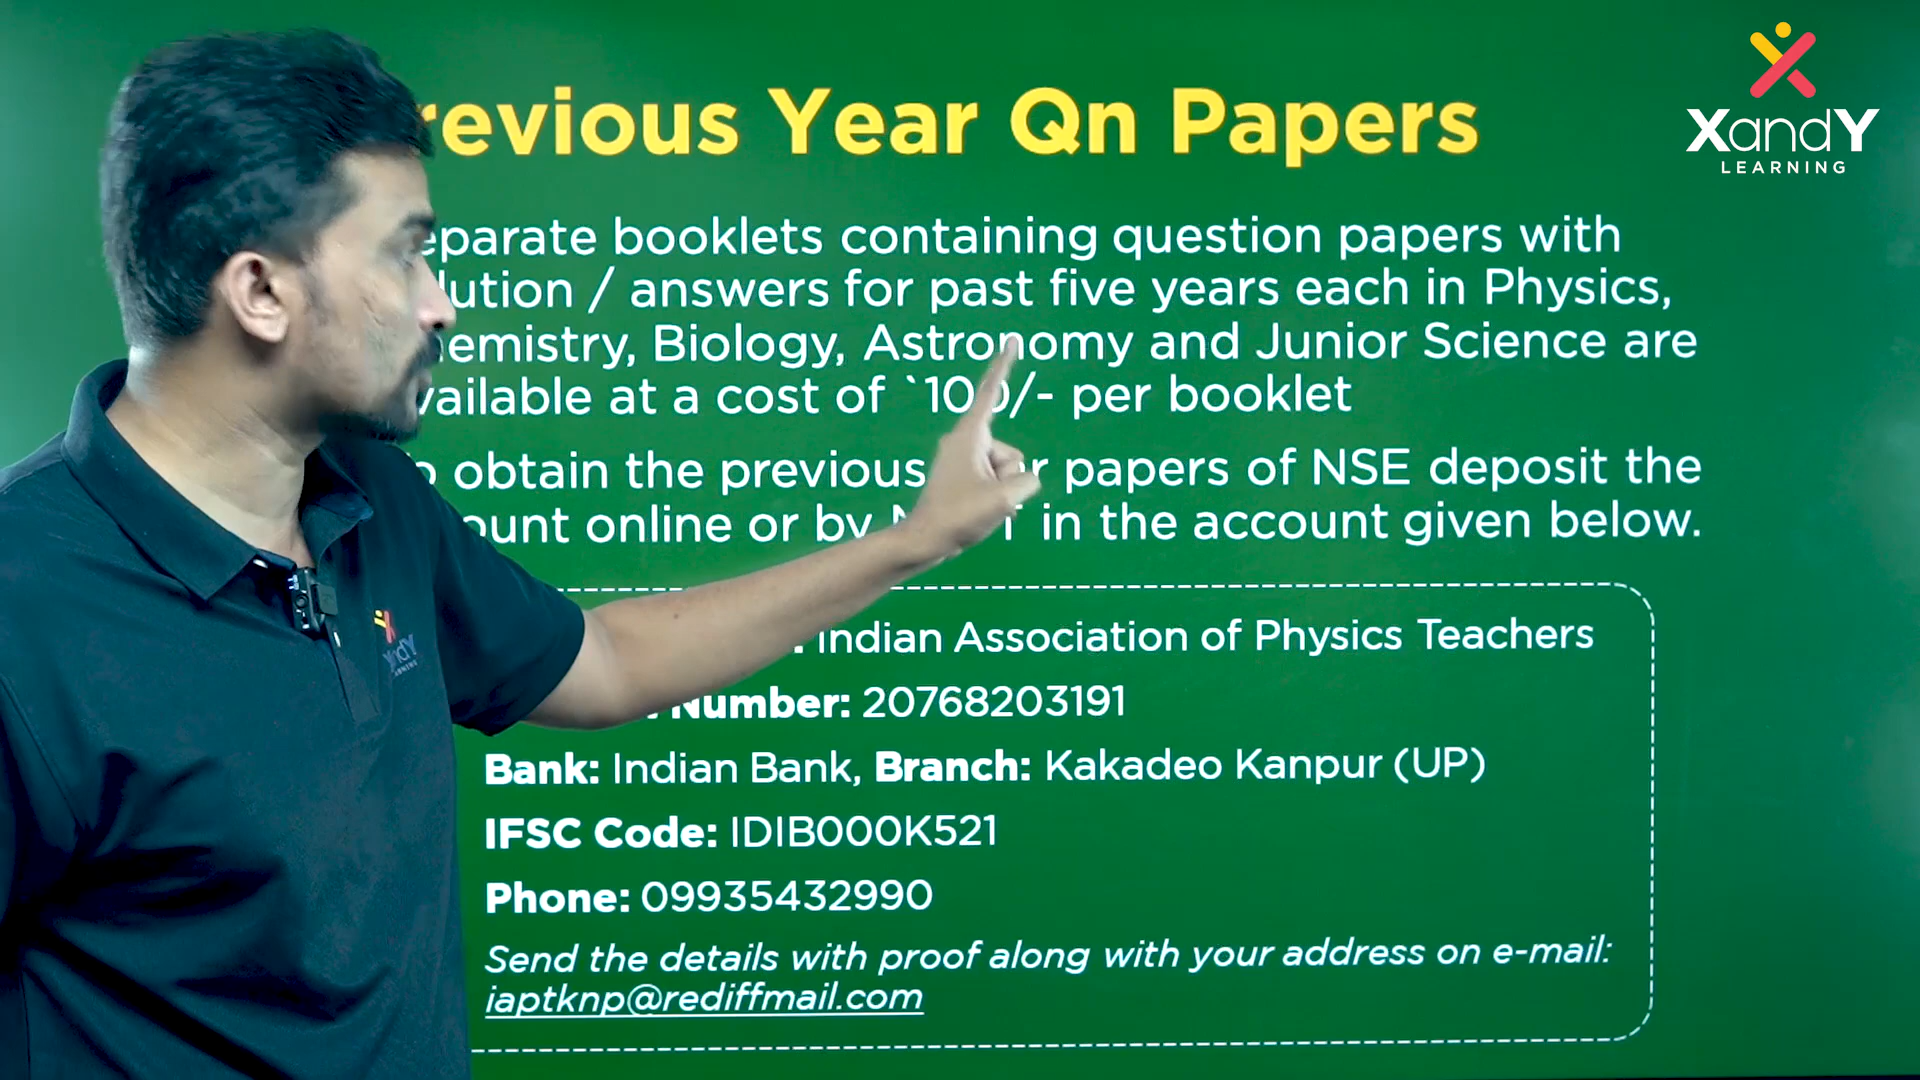 revious Year Qn Papers
XandY
LEARNING
eparate booklets containing question papers with
lution / answers for past five years each in Physics,
emistry, Biology, Astronomy and Junior Science are
vailable at a cost of `100/- per booklet
obtain the previous papers of NSE deposit the
ount online or by in the account given below.
Indian Association of Physics Teachers
Number: 20768203191
Bank: Indian Bank, Branch: Kakadeo Kanpur (UP)
IFSC Code: IDIB000K521
Phone: 09935432990
Send the details with proof along with your address on e-mail:
iaptknp@rediffmail.com